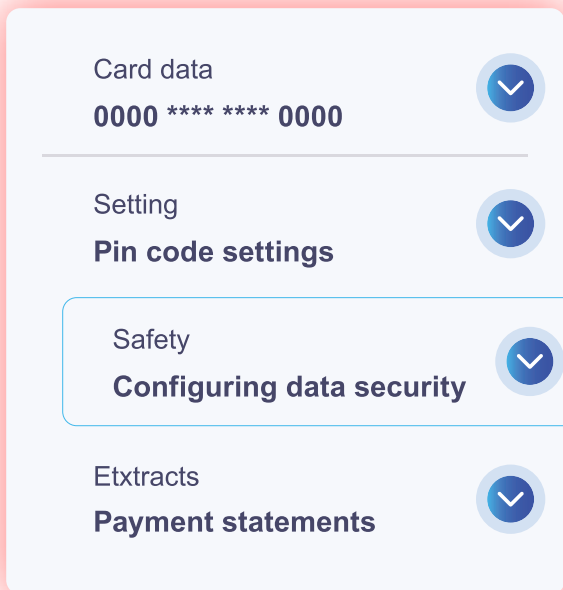 Card data
0000 **** **** 0000
Setting
Pin code settings
Safety
Configuring data security
Etxtracts
Payment statements